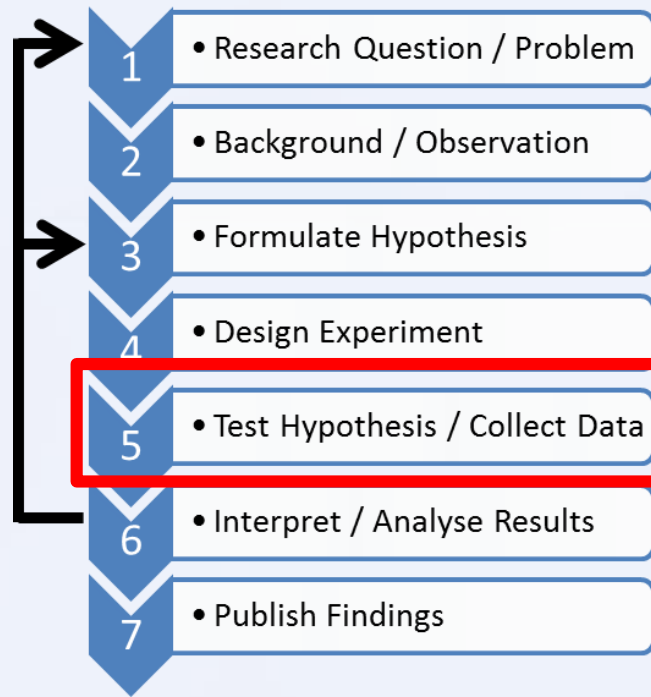 1 • Research Question / Problem
2 • Background / Observation
3 • Formulate Hypothesis
4 • Design Experiment
5 • Test Hypothesis / Collect Data
6 • Interpret / Analyse Results
7 • Publish Findings